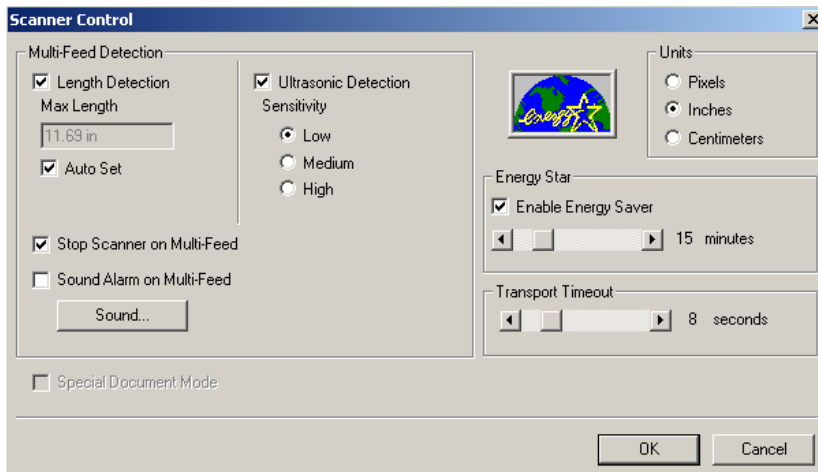 Scanner Control
Multi-Feed Detection
Length Detection
Max Length
11.69 in
Auto Set
Ultrasonic Detection
Sensitivity
Low
Medium
High
Stop Scanner on Multi-Feed
Sound Alarm on Multi-Feed
Sound...
energy
Units
Pixels
Inches
Centimeters
Energy Star
Enable Energy Saver
15 minutes
Transport Timeout
8 seconds
Special Document Mode
OK
Cancel